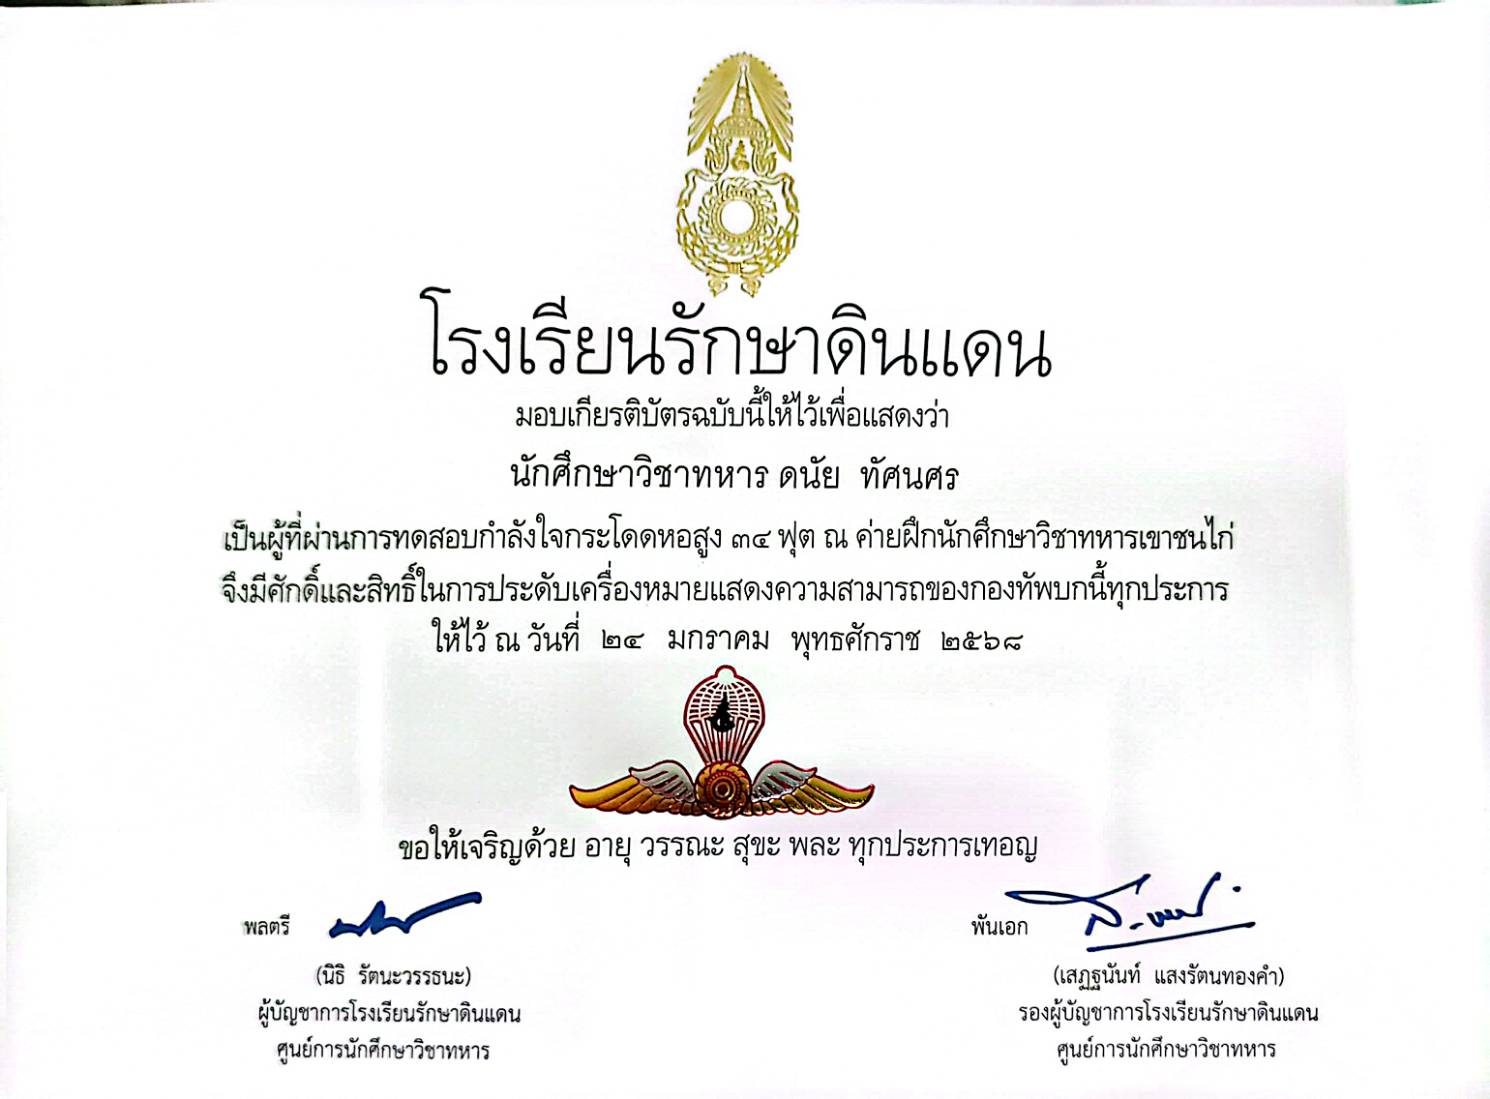 โรงเรียนรักษาดินแดน
มอบเกียรติบัตรฉบับนี้ให้ไว้เพื่อแสดงว่า
นักศึกษาวิชาทหาร ดนัย ทัศนศร
เป็นผู้ที่ผ่านการทดสอบกำลังใจกระโดดหอสูง ๓๔ ฟุต ณ ค่ายฝึกนักศึกษาวิชาทหารเขาชนไก่
จึงมีศักดิ์และสิทธิ์ในการประดับเครื่องหมายแสดงความสามารถของกองทัพบกนี้ทุกประการ
ให้ไว้ ณ วันที่ ๒๔ มกราคม พุทธศักราช ๒๕๖๘
ขอให้เจริญด้วย อายุ วรรณะ สุขะ พละ ทุกประการเทอญ
พลตรี
(นิธิ รัตนะวรรธนะ)
ผู้บัญชาการโรงเรียนรักษาดินแดน
ศูนย์การนักศึกษาวิชาทหาร
พันเอก
(เสฏฐนันท์ แสงรัตนทองคำ)
รองผู้บัญชาการโรงเรียนรักษาดินแดน
ศูนย์การนักศึกษาวิชาทหาร